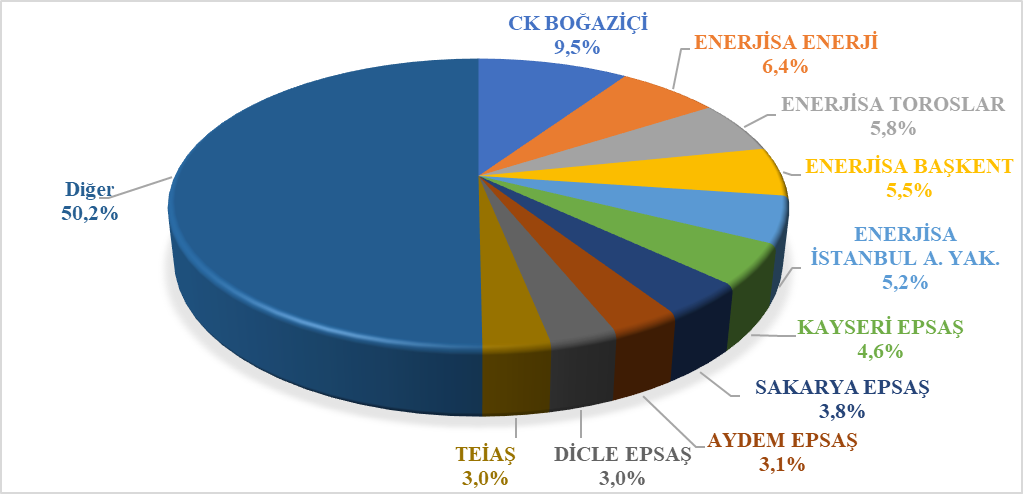 CK BOĞAZİÇİ
9,5%
ENERJİSA ENERJİ
6,4%
ENERJİSA TOROSLAR
5,8%
ENERJİSA BAŞKENT
5,5%
ENERJİSA
İSTANBUL A. YAK.
5,2%
KAYSERİ EPSAŞ
4,6%
SAKARYA EPSAŞ
3,8%
AYDEM EPSAŞ
3,1%
DİCLE EPSAŞ
3,0%
TEİAŞ
3,0%
Diğer
50,2%